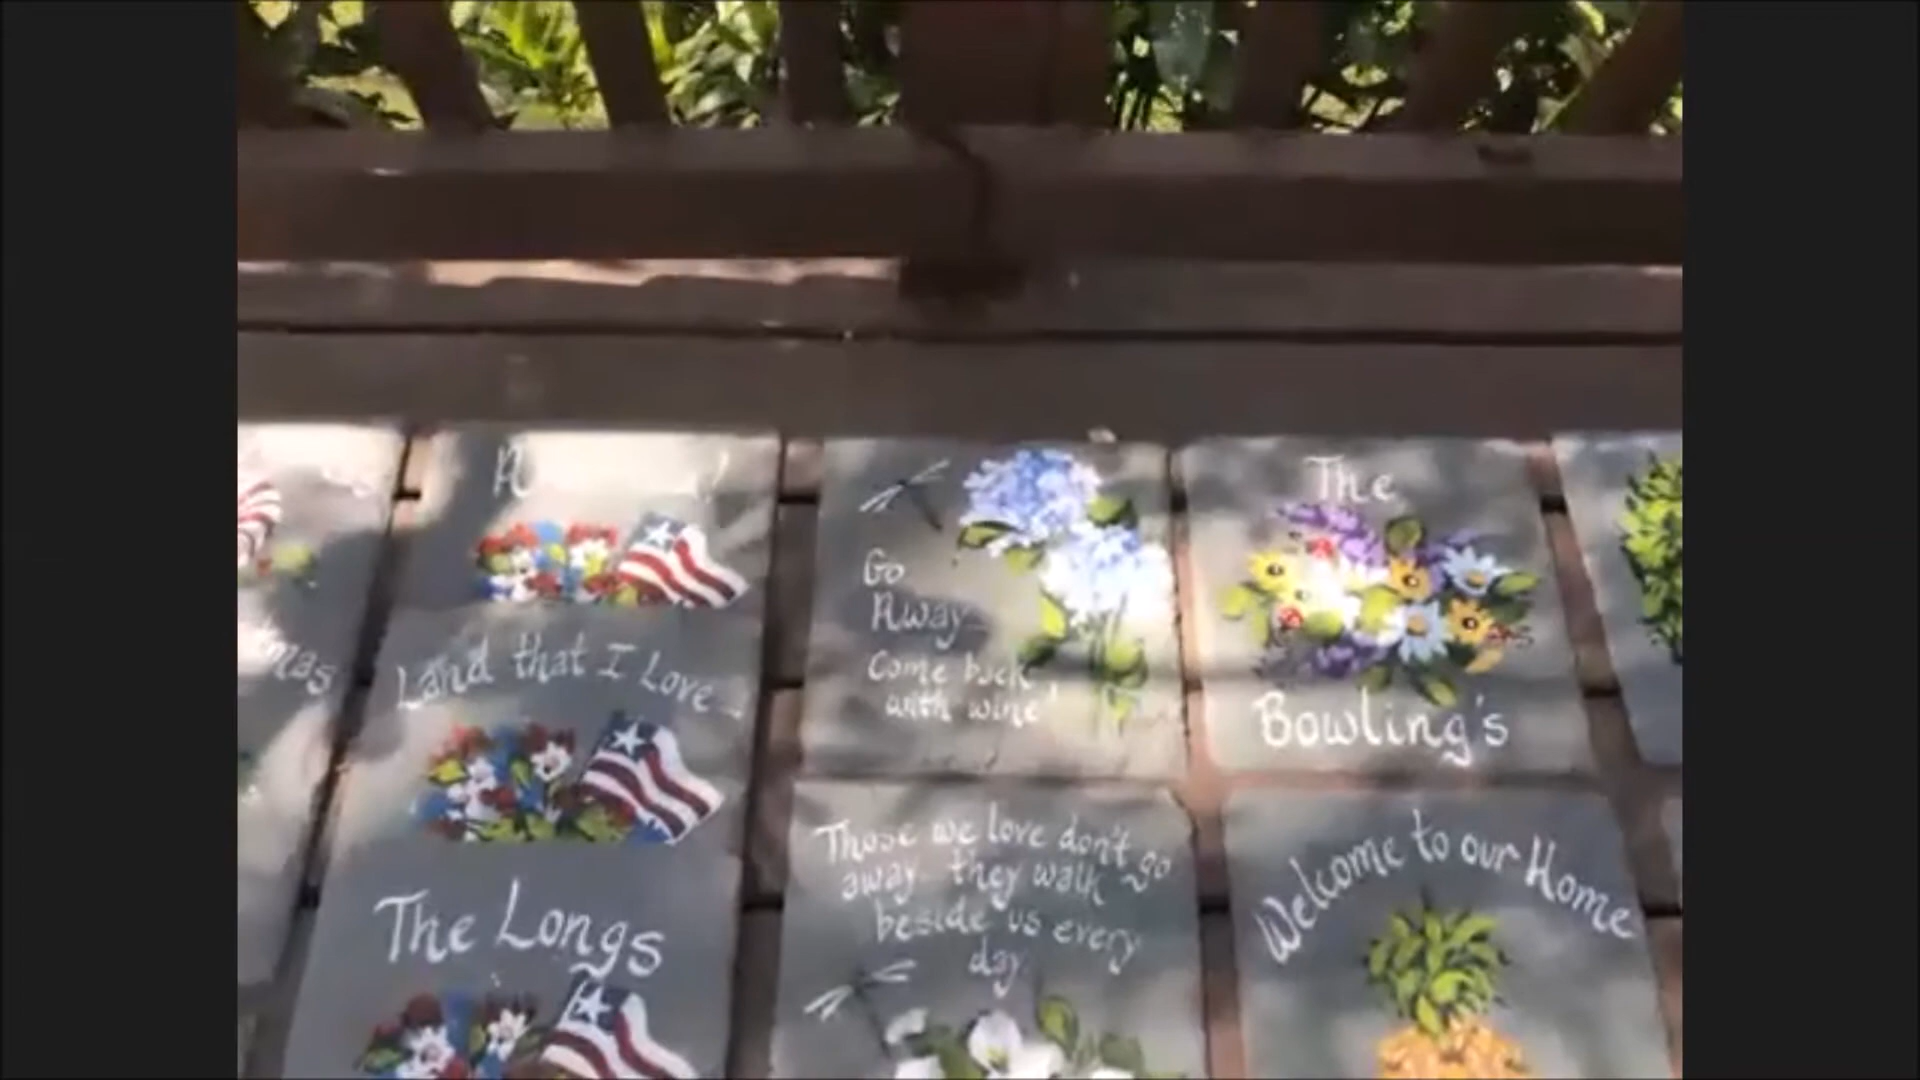 mas
Land that I Love...
The Longs
Go
Away...
Come back
with wine!
Those we love don't go
away. they walk
beside us every
day.
The
Bowling's
Welcome to our Home